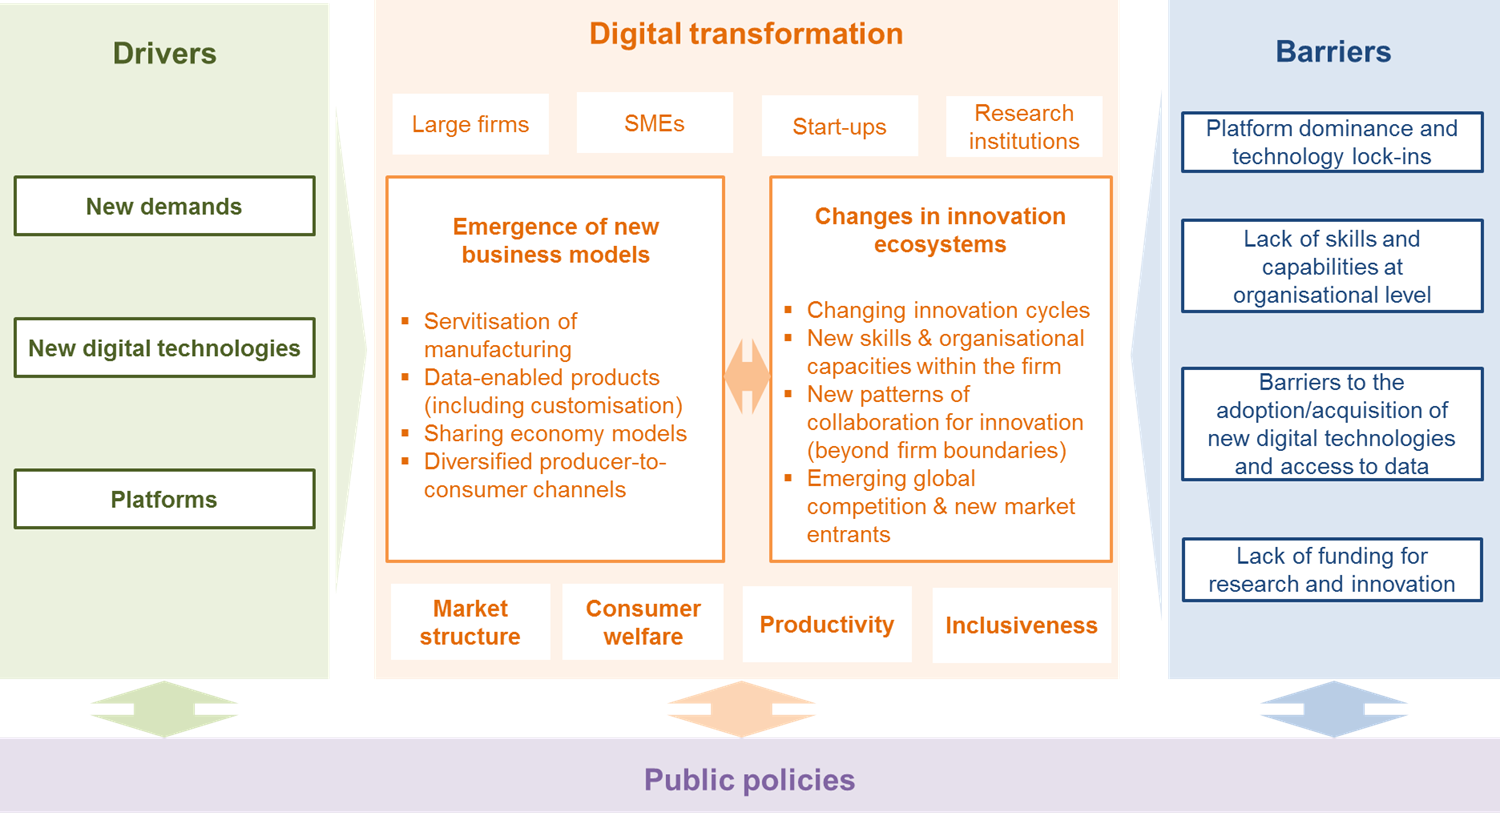 Drivers
New demands
New digital technologies
Platforms
Digital transformation
Large firms
SMEs
Start-ups
Research
institutions
Emergence of new
business models
▪ Servitisation of
manufacturing
▪ Data-enabled products
(including customisation)
▪ Sharing economy models
▪ Diversified producer-to-
consumer channels
Changes in innovation
ecosystems
▪ Changing innovation cycles
▪ New skills & organisational
capacities within the firm
▪ New patterns of
collaboration for innovation
(beyond firm boundaries)
▪ Emerging global
competition & new market
entrants
Market
structure
Consumer
welfare
Productivity
Inclusiveness
Barriers
Platform dominance and
technology lock-ins
Lack of skills and
capabilities at
organisational level
Barriers to the
adoption/acquisition of
new digital technologies
and access to data
Lack of funding for
research and innovation
Public policies